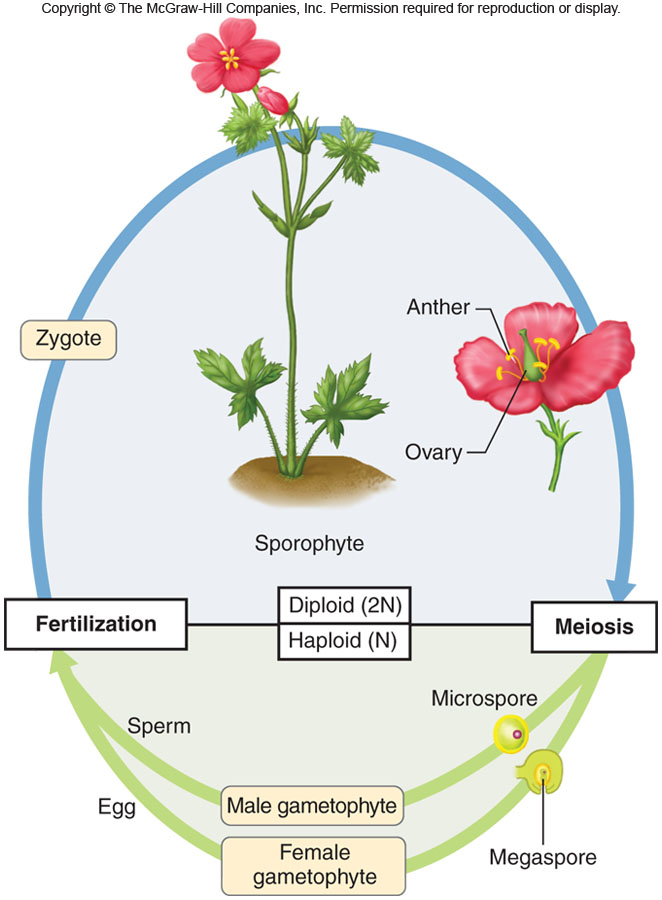 Copyright © The McGraw-Hill Companies, Inc. Permission required for reproduction or display.
Zygote
Anther
Ovary
Sporophyte
Diploid (2N)
Fertilization
Haploid (N)
Meiosis
Microspore
Sperm
Male gametophyte
Egg
Female
gametophyte
Megaspore